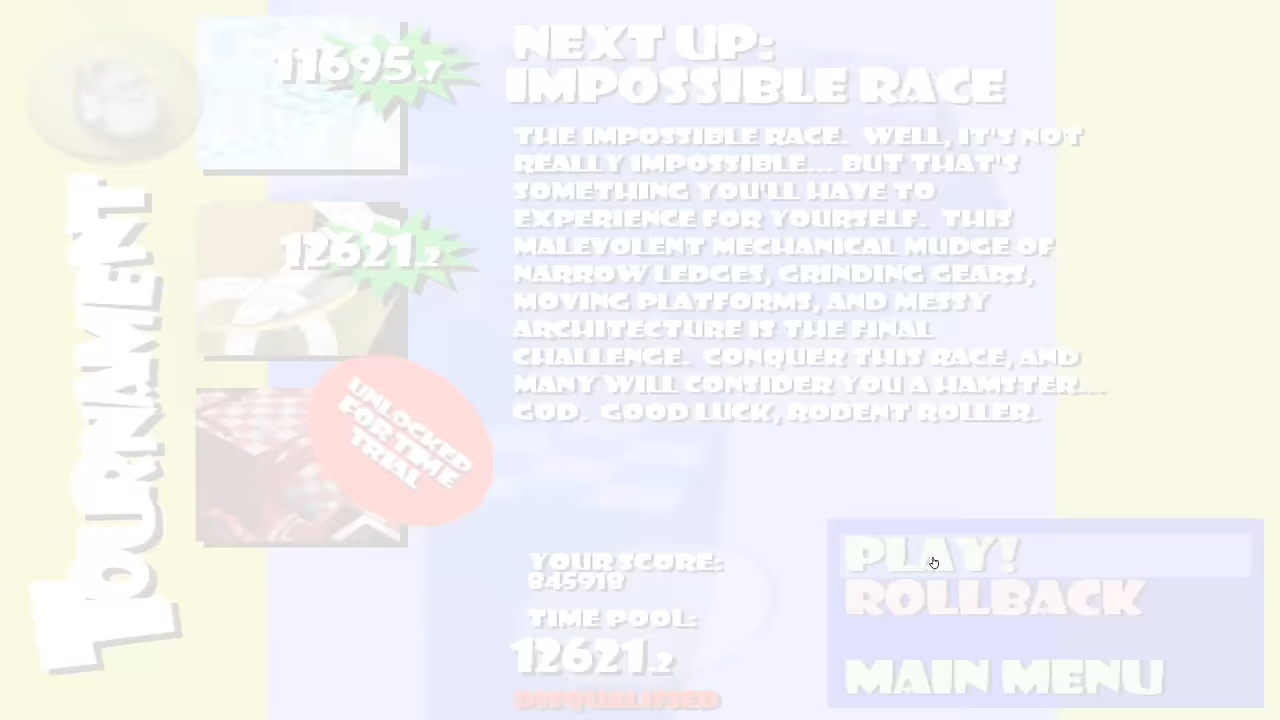 TOURNAMENT
11695.7
12621.2
UNLOCKED
FOR TIME
TRIAL
NEXT UP:
IMPOSSIBLE RACE
THE IMPOSSIBLE RACE. WELL, IT'S NOT
REALLY IMPOSSIBLE... BUT THAT'S
SOMETHING YOU'LL HAVE TO
EXPERIENCE FOR YOURSELF. THIS
MALEVOLENT MECHANICAL MUDGE OF
NARROW LEDGES, GRINDING GEARS,
MOVING PLATFORMS, AND MESSY
ARCHITECTURE IS THE FINAL
CHALLENGE. CONQUER THIS RACE, AND
MANY WILL CONSIDER YOU A HAMSTER...
GOD. GOOD LUCK, RODENT ROLLER.
YOUR SCORE:
845918
TIME POOL:
12621.2
DISQUALIFIED
PLAY!
ROLLBACK
MAIN MENU